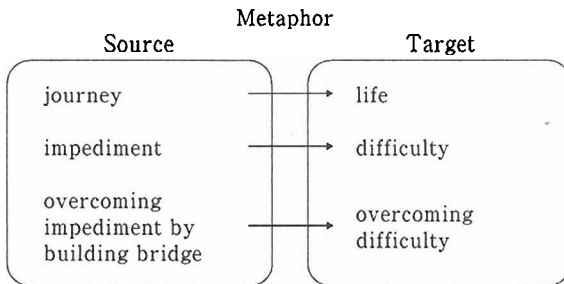 Metaphor
Source
Target
journey
life
impediment
difficulty
overcoming
impediment by
building bridge
overcoming
difficulty